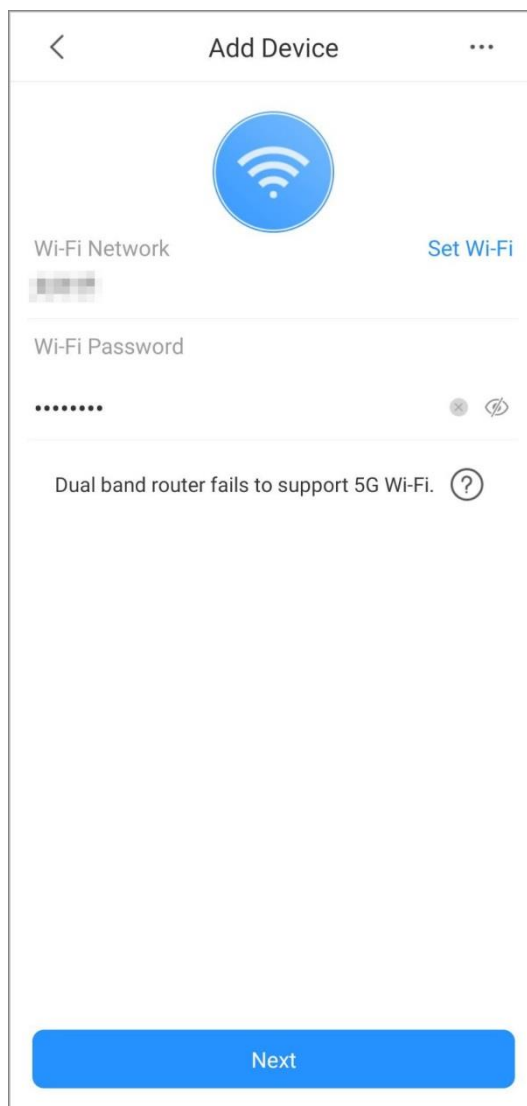 Add Device
Wi-Fi Network
Set Wi-Fi
Wi-Fi Password
Dual band router fails to support 5G Wi-Fi.
Next